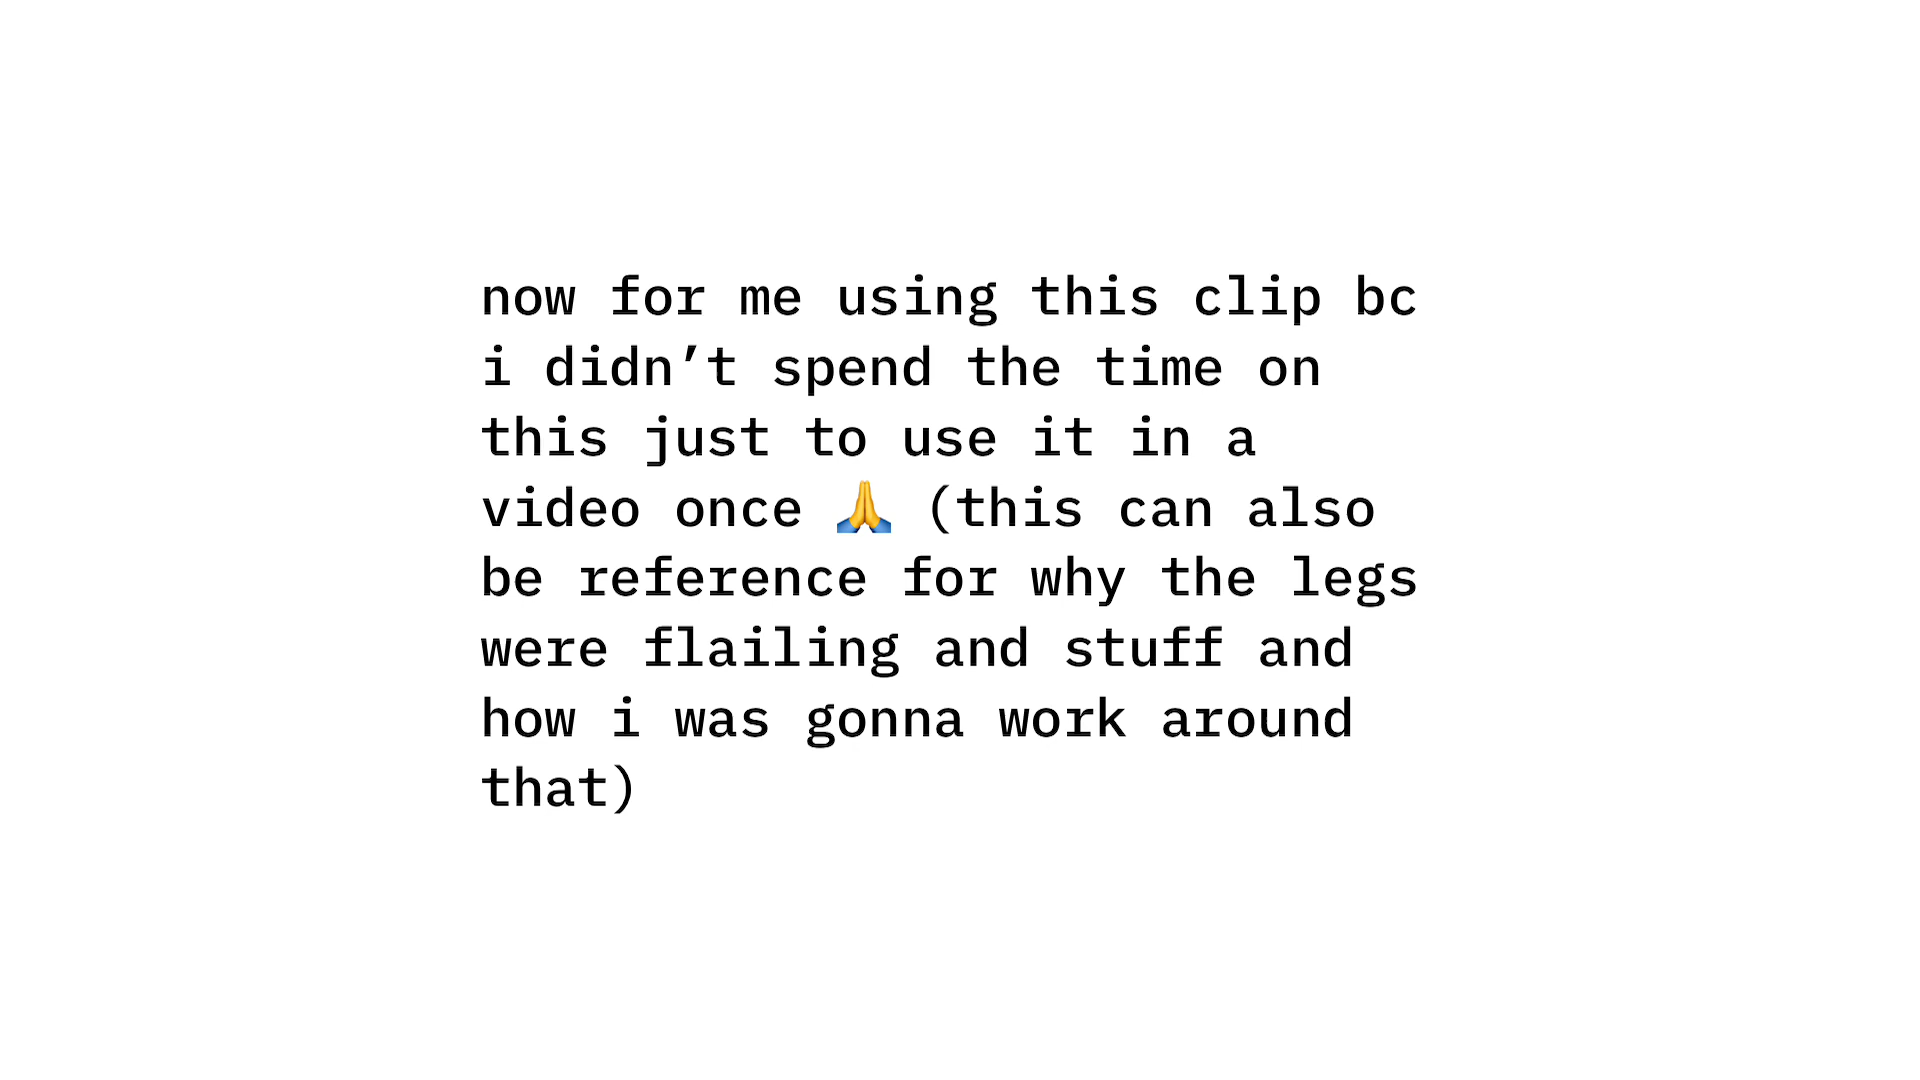 now for me using this clip bc
i didn’t spend the time on
this just to use it in a
video once 🙏 (this can also
be reference for why the legs
were flailing and stuff and
how i was gonna work around
that)